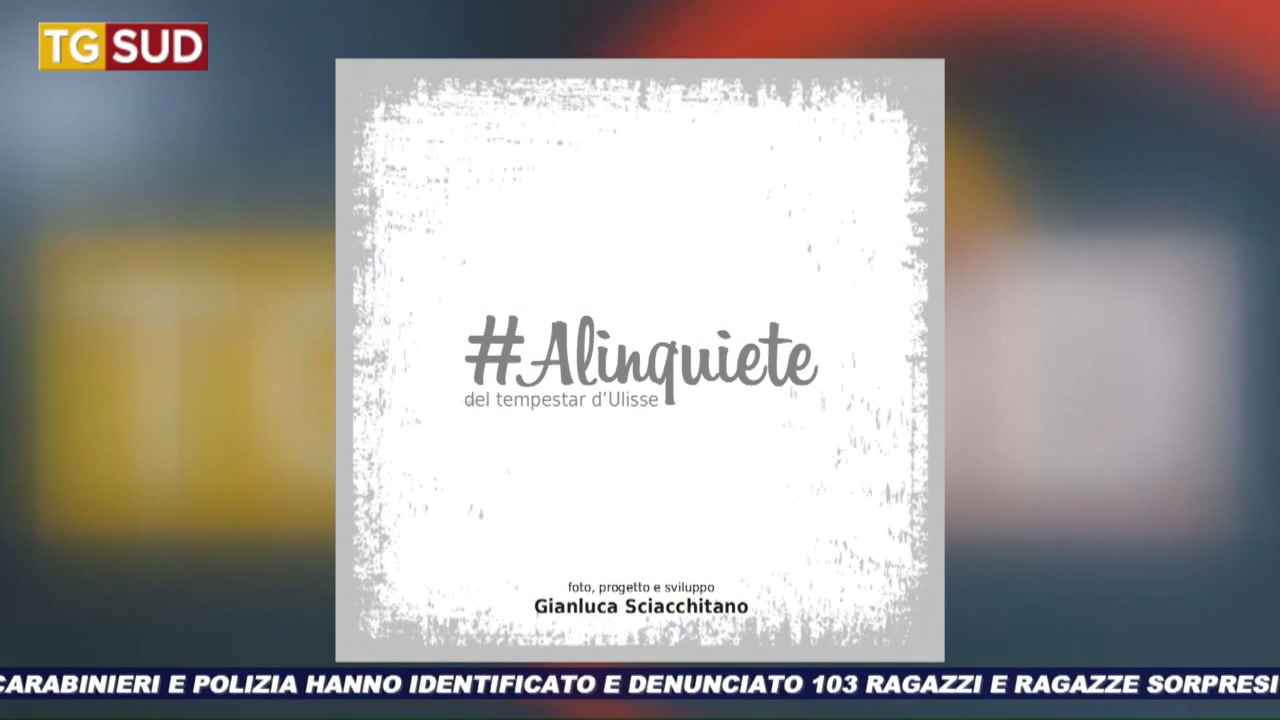 TG SUD
#Alinquiete
del tempestar d'Ulisse
foto, progetto e sviluppo
Gianluca Sciacchitano
CARABINIERI E POLIZIA HANNO IDENTIFICATO E DENUNCIATO 103 RAGAZZI E RAGAZZE SORPRESI